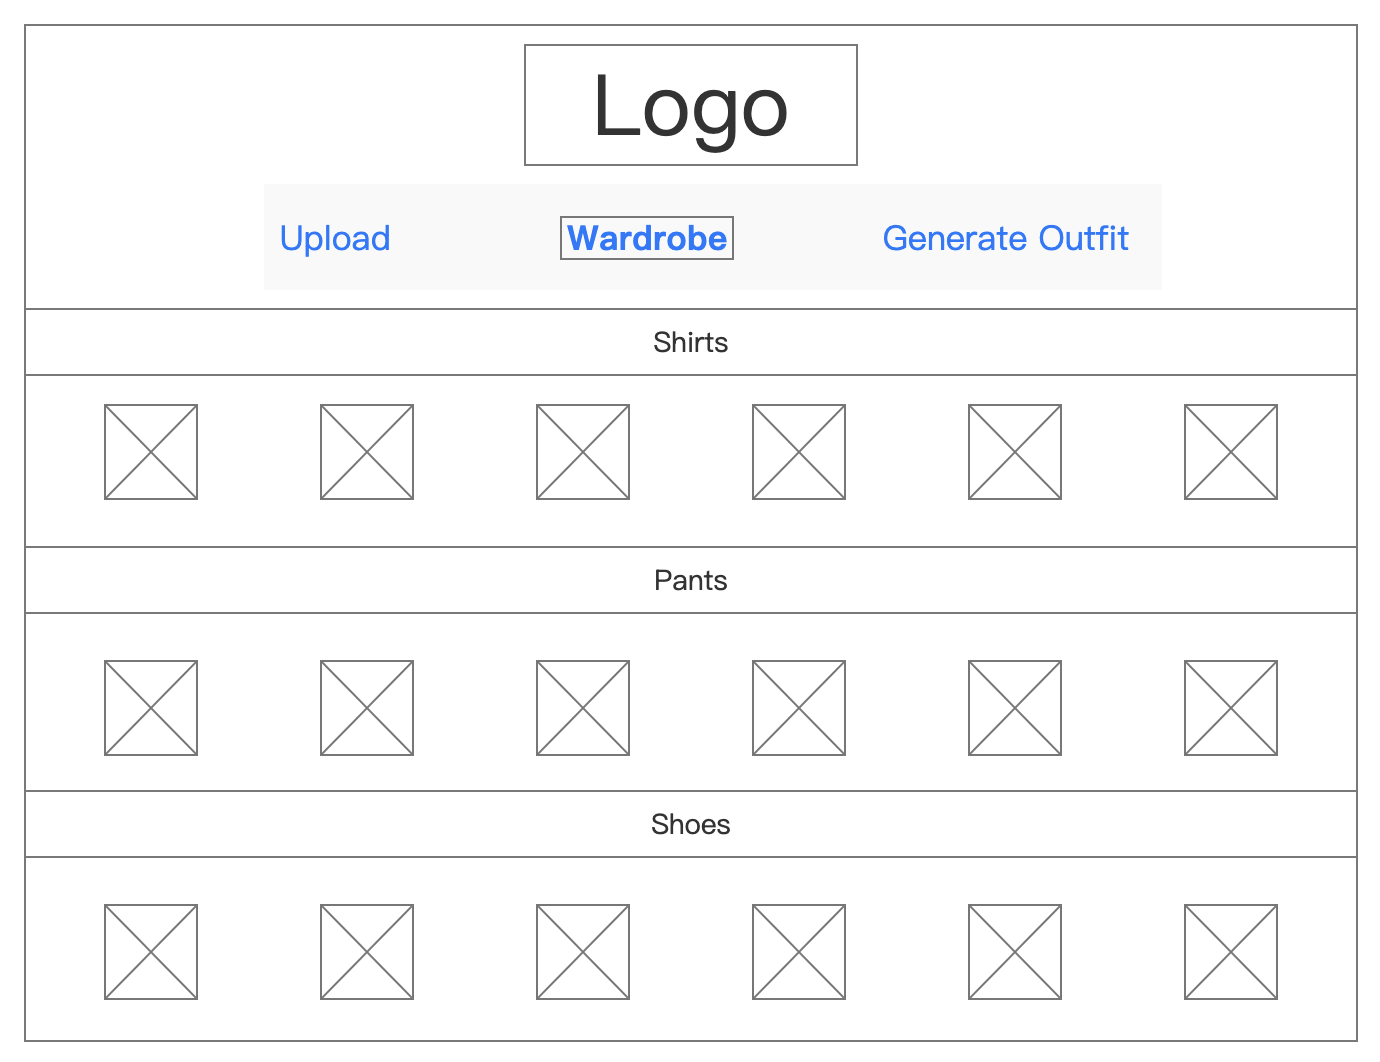 Logo
Upload Wardrobe Generate Outfit
Shirts
Pants
Shoes